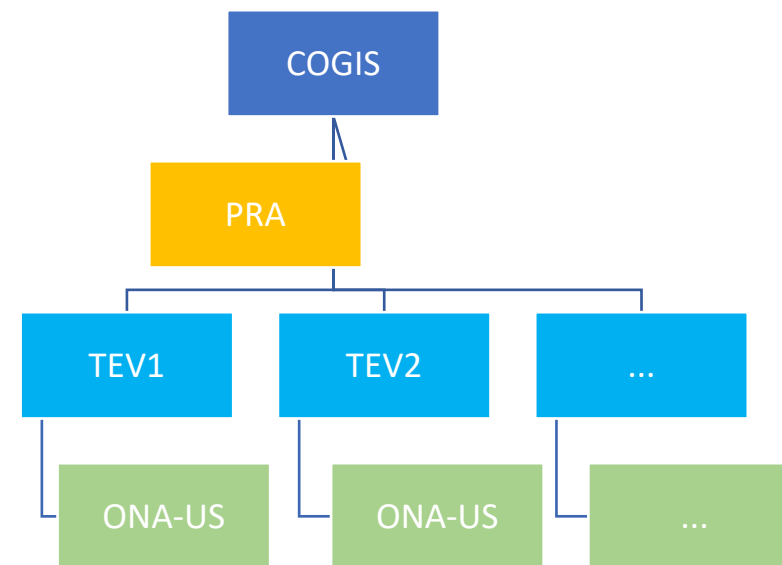 COGIS
PRA
TEV1
TEV2
...
ONA-US
ONA-US
...